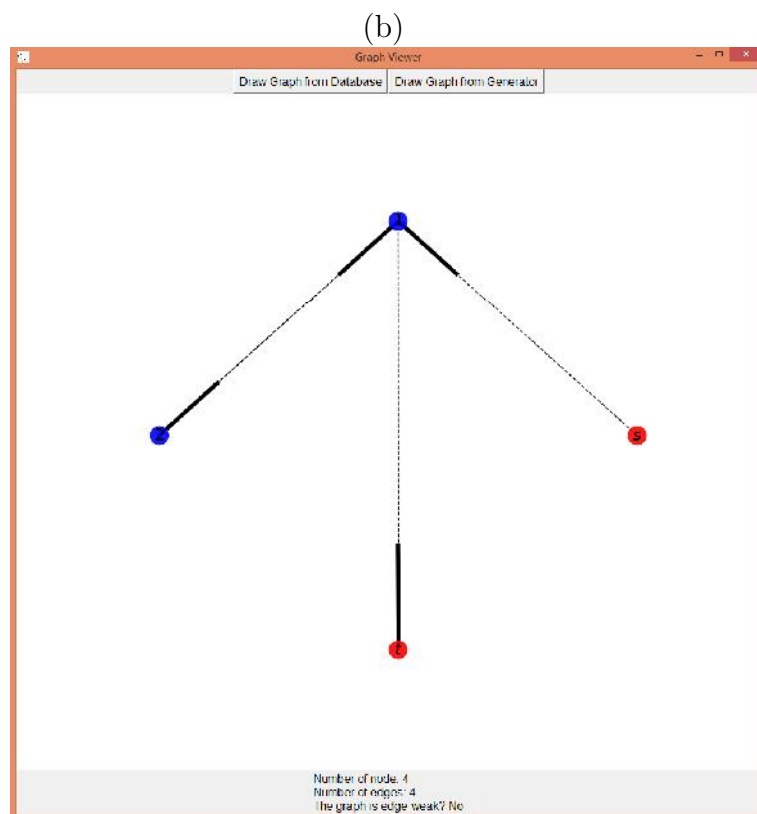 (b)
Graph Viewer
Draw Graph from Database Draw Graph from Generator
1
2
s
t
Number of node: 4
Number of edges: 4
The graph is edge weak? No